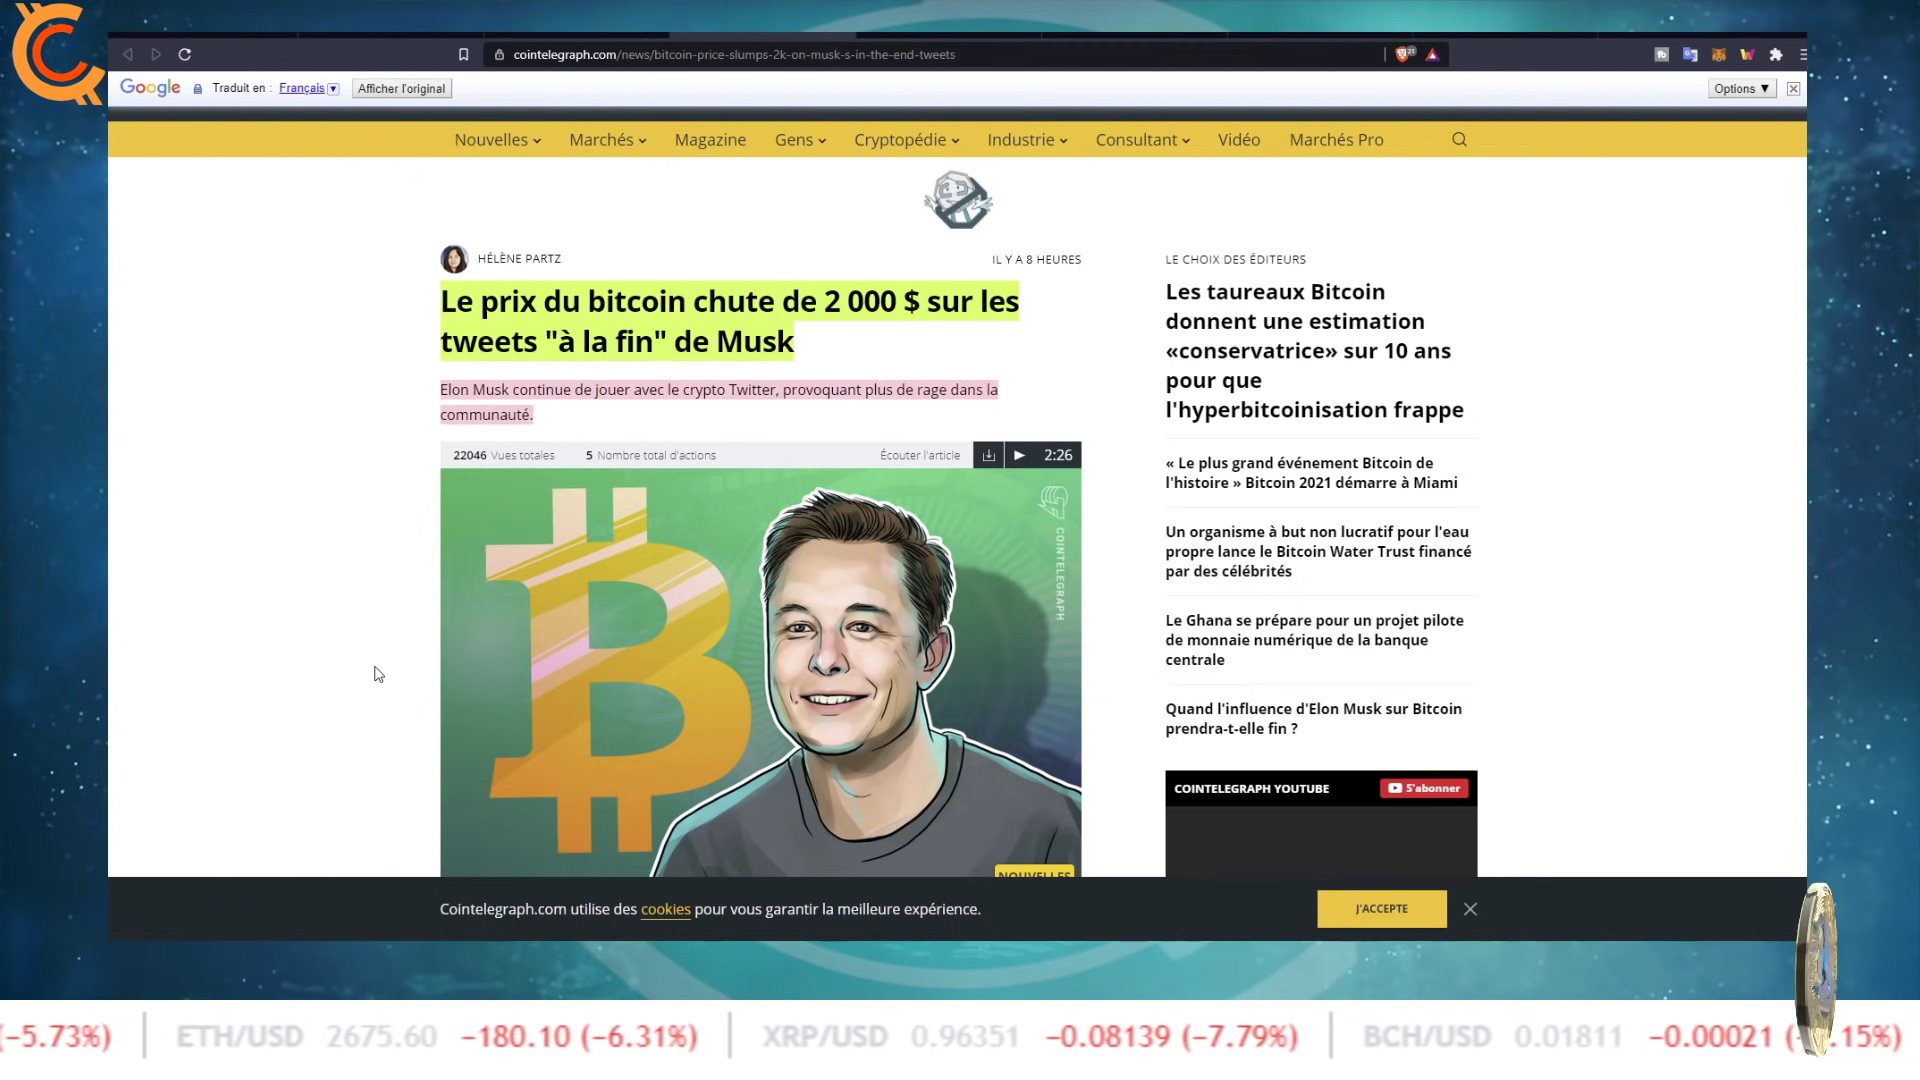 cointelegraph.com/news/bitcoin-price-slumps-2k-on-musk-s-in-the-end-tweets
Google Traduit en : Français Afficher l'original Options ▼
Nouvelles Marchés Magazine Gens Cryptopédie Industrie Consultant Vidéo Marchés Pro
HÉLÈNE PARTZ
IL Y A 8 HEURES
Le prix du bitcoin chute de 2 000 $ sur les
tweets "à la fin" de Musk
Elon Musk continue de jouer avec le crypto Twitter, provoquant plus de rage dans la
communauté.
22046 Vues totales 5 Nombre total d'actions Écouter l'article 2:26
COINTELEGRAPH
NOUVELLES
LE CHOIX DES ÉDITEURS
Les taureaux Bitcoin
donnent une estimation
«conservatrice» sur 10 ans
pour que
l'hyperbitcoinisation frappe
« Le plus grand événement Bitcoin de
l'histoire » Bitcoin 2021 démarre à Miami
Un organisme à but non lucratif pour l'eau
propre lance le Bitcoin Water Trust financé
par des célébrités
Le Ghana se prépare pour un projet pilote
de monnaie numérique de la banque
centrale
Quand l'influence d'Elon Musk sur Bitcoin
prendra-t-elle fin ?
COINTELEGRAPH YOUTUBE S'abonner
Cointelegraph.com utilise des cookies pour vous garantir la meilleure expérience.
J'ACCEPTE
(−5.73%) ETH/USD 2675.60 −180.10 (−6.31%) XRP/USD 0.96351 −0.08139 (−7.79%) BCH/USD 0.01811 −0.00021 ( .15%)